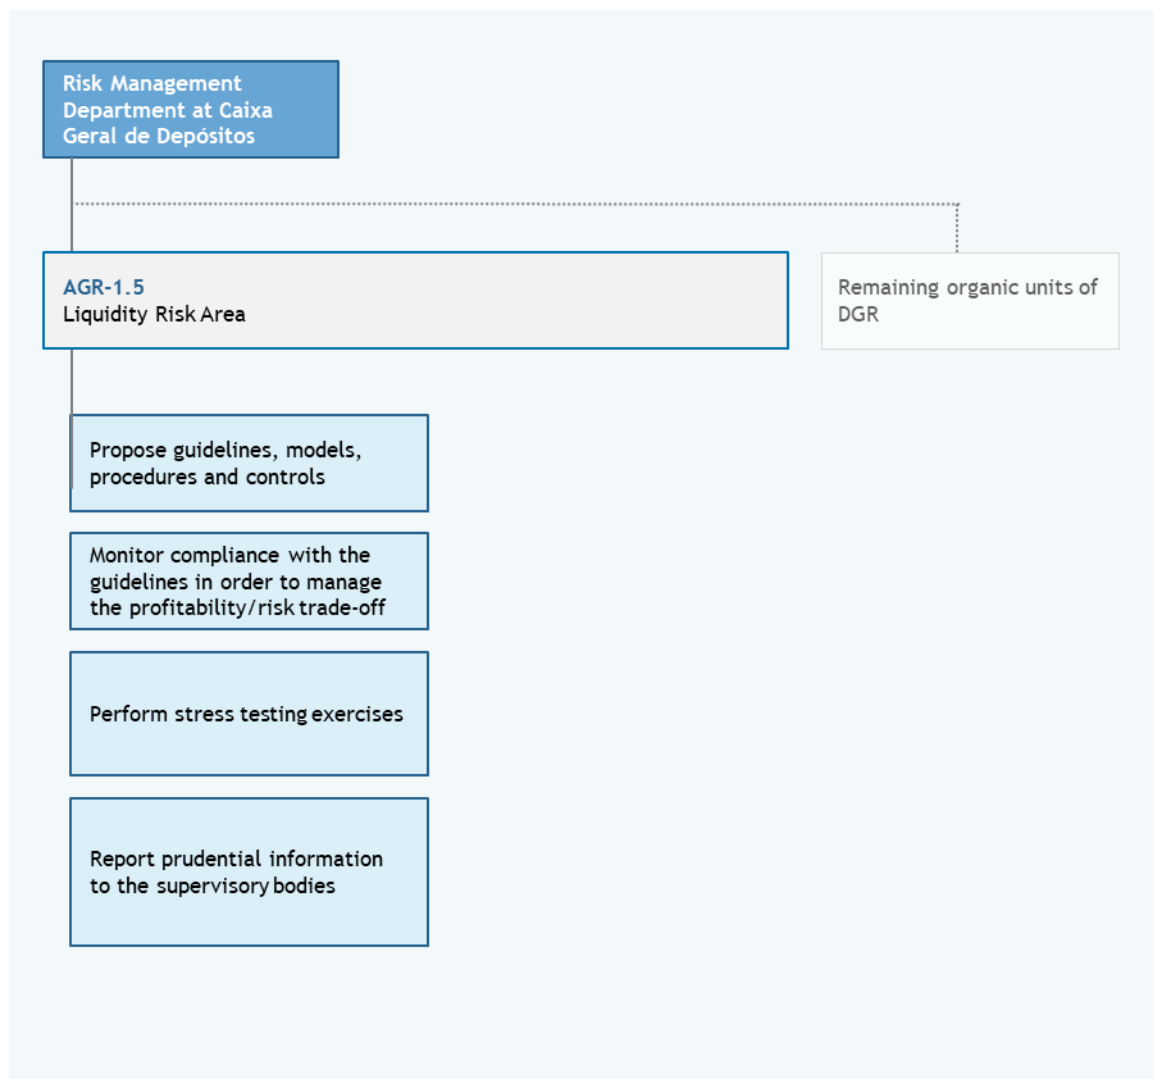 Risk Management
Department at Caixa
Geral de Depósitos
AGR-1.5
Liquidity Risk Area
Remaining organic units of
DGR
Propose guidelines, models,
procedures and controls
Monitor compliance with the
guidelines in order to manage
the profitability/risk trade-off
Perform stress testing exercises
Report prudential information
to the supervisory bodies